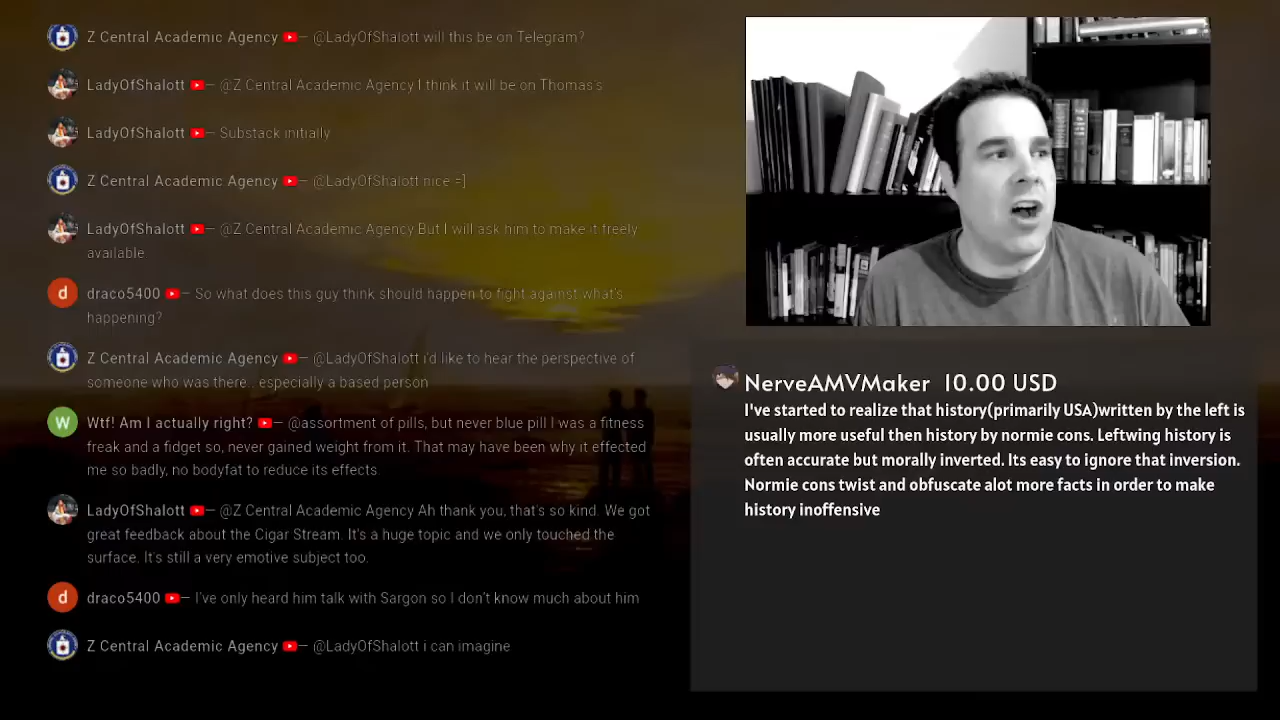 Z Central Academic Agency — @LadyOfShalott will this be on Telegram?
LadyOfShalott — @Z Central Academic Agency I think it will be on Thomas's
LadyOfShalott — Substack initially
Z Central Academic Agency — @LadyOfShalott nice =]
LadyOfShalott — @Z Central Academic Agency But I will ask him to make it freely
available
d
draco5400 — So what does this guy think should happen to fight against what's
happening?
Z Central Academic Agency — @LadyOfShalott i'd like to hear the perspective of
someone who was there.. especially a based person
W
Wtf! Am I actually right? — @assortment of pills, but never blue pill I was a fitness
freak and a fidget so, never gained weight from it. That may have been why it effected
me so badly, no bodyfat to reduce its effects.
LadyOfShalott — @Z Central Academic Agency Ah thank you, that's so kind. We got
great feedback about the Cigar Stream. It's a huge topic and we only touched the
surface. It's still a very emotive subject too.
d
draco5400 — I've only heard him talk with Sargon so I don't know much about him
Z Central Academic Agency — @LadyOfShalott i can imagine
NerveAMVMaker 10.00 USD
I've started to realize that history(primarily USA)written by the left is
usually more useful then history by normie cons. Leftwing history is
often accurate but morally inverted. Its easy to ignore that inversion.
Normie cons twist and obfuscate alot more facts in order to make
history inoffensive